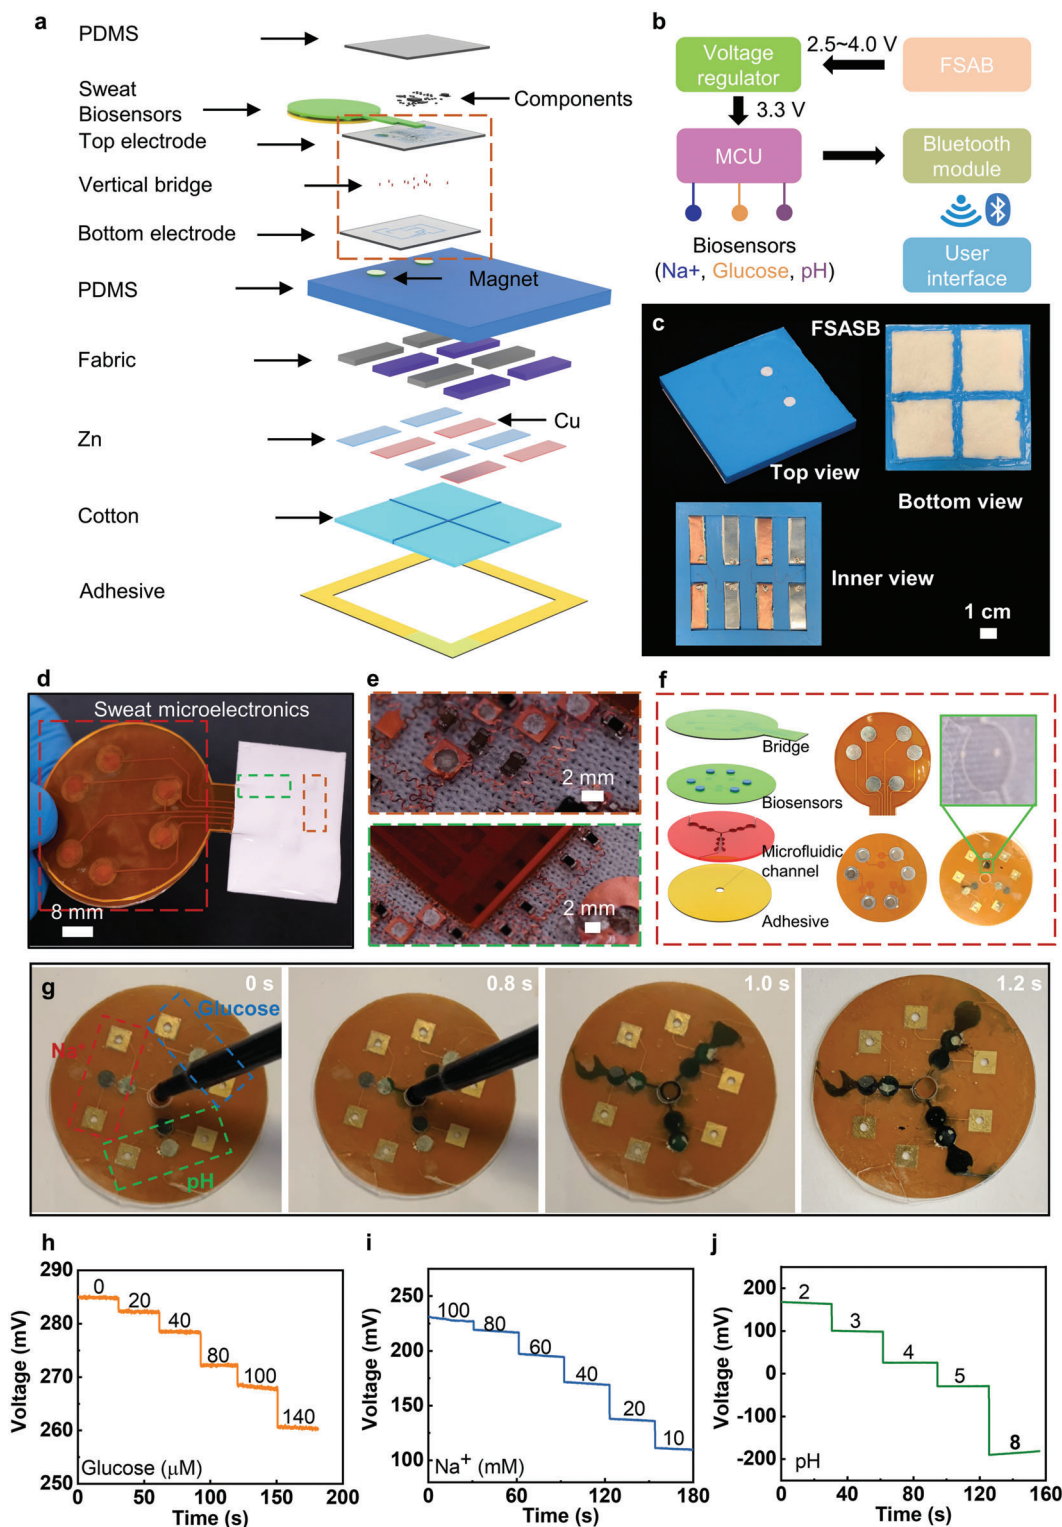 a
PDMS
Sweat
Biosensors
Components
Top electrode
Vertical bridge
Bottom electrode
Magnet
PDMS
Fabric
Cu
Zn
Cotton
Adhesive
b
Voltage
regulator
2.5~4.0 V
FSAB
3.3 V
MCU
Bluetooth
module
Biosensors
(Na+, Glucose, pH)
User
interface
c
FSASB
Top view
Bottom view
Inner view
1 cm
d
Sweat microelectronics
8 mm
e
2 mm
2 mm
f
Bridge
Biosensors
Microfluidic
channel
Adhesive
g
0 s
0.8 s
1.0 s
1.2 s
Glucose
Na⁺
pH
h
Voltage (mV)
290
280
270
260
250
0
20
40
80
100
140
Glucose (μM)
0 50 100 150 200
Time (s)
i
Voltage (mV)
250
200
150
100
100
80
60
40
20
10
Na⁺ (mM)
0 60 120 180
Time (s)
j
Voltage (mV)
200
100
0
-100
-200
2
3
4
5
8
pH
0 40 80 120 160
Time (s)